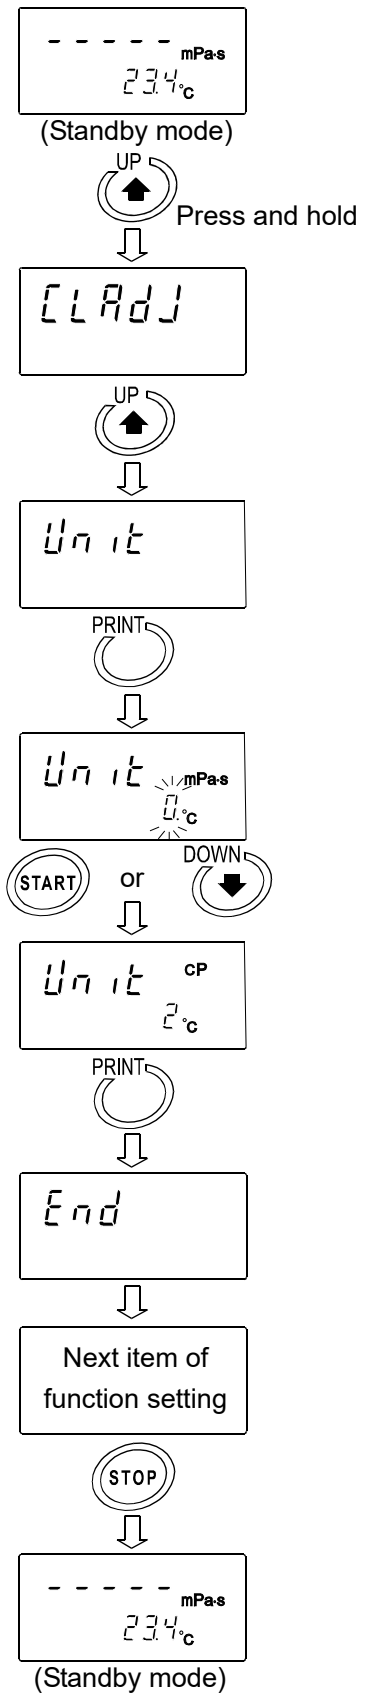 - - - - - mPa·s
23.4°C
(Standby mode)
UP
Press and hold
CLAdJ
UP
Unit
PRINT
Unit mPa·s
0.°C
START or DOWN
Unit CP
2°C
PRINT
End
Next item of
function setting
STOP
- - - - - mPa·s
23.4°C
(Standby mode)